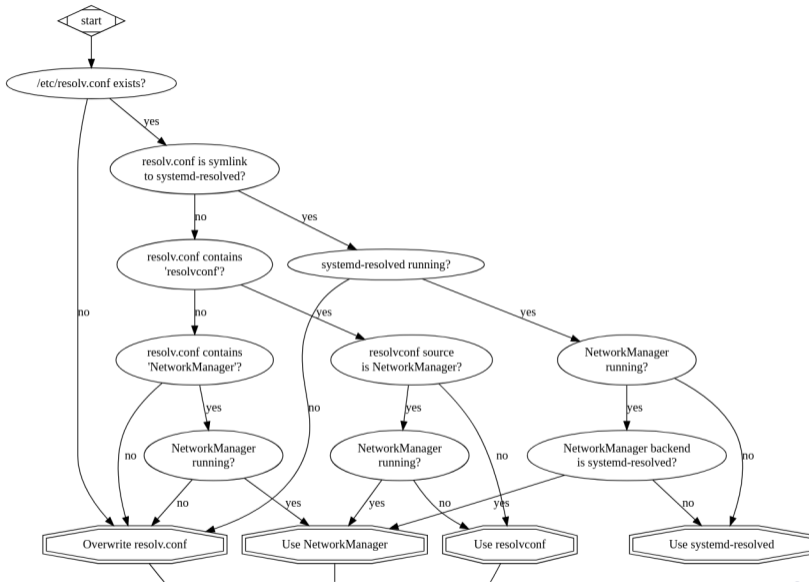 start
/etc/resolv.conf exists?
yes
resolv.conf is symlink
to systemd-resolved?
no
yes
resolv.conf contains
'resolvconf'?
systemd-resolved running?
no
no
yes
yes
resolv.conf contains
'NetworkManager'?
resolvconf source
is NetworkManager?
NetworkManager
running?
yes
no
yes
yes
no
NetworkManager
running?
NetworkManager
running?
no
NetworkManager backend
is systemd-resolved?
no
no
yes
yes
no
yes
no
Overwrite resolv.conf
Use NetworkManager
Use resolvconf
Use systemd-resolved